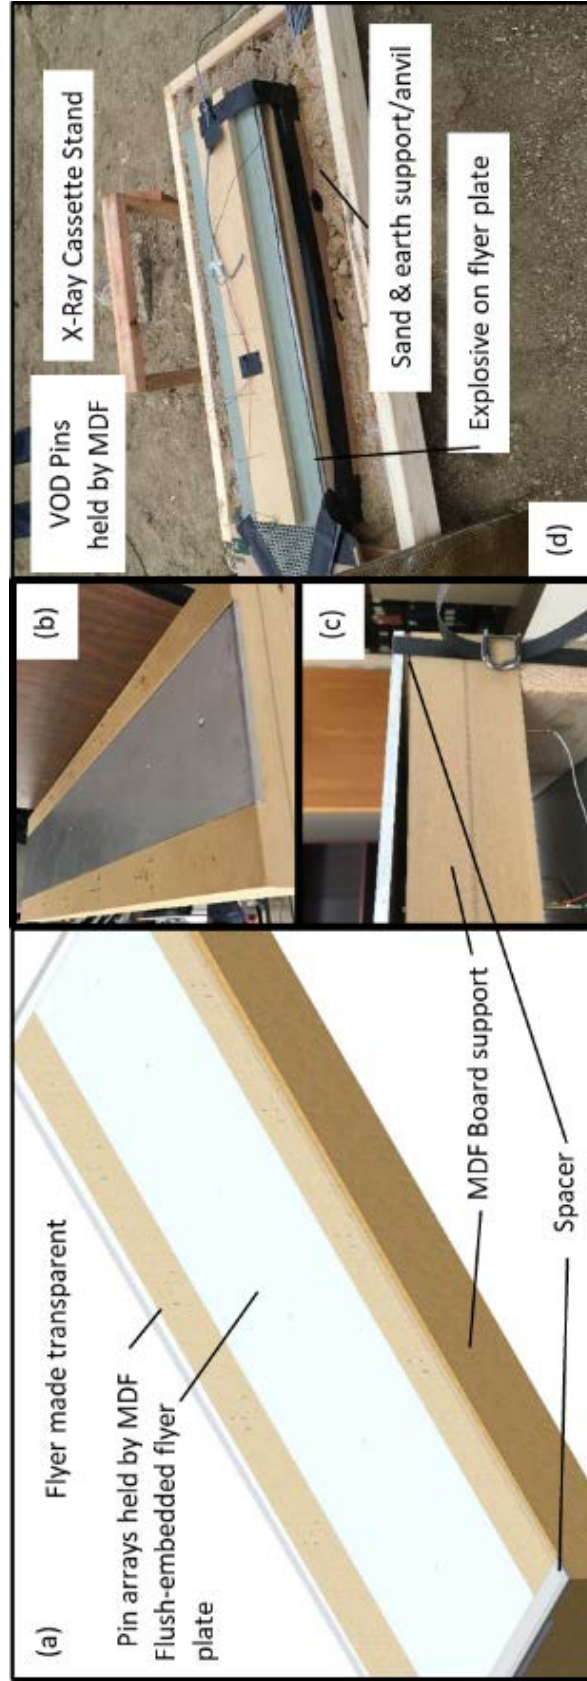 (a)
Flyer made transparent
Pin arrays held by MDF
Flush-embedded flyer
plate
MDF Board support
Spacer
(b)
(c)
VOD Pins
held by MDF
X-Ray Cassette Stand
Sand & earth support/anvil
Explosive on flyer plate
(d)